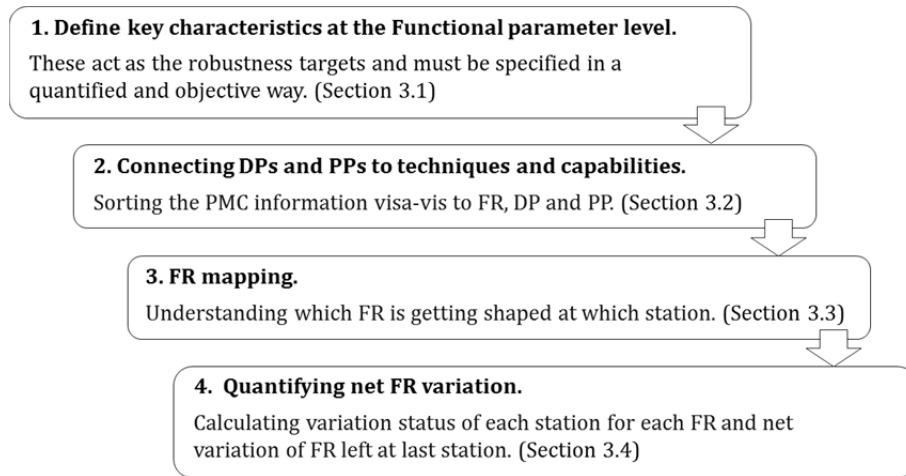 1. Define key characteristics at the Functional parameter level.
These act as the robustness targets and must be specified in a
quantified and objective way. (Section 3.1)
2. Connecting DPs and PPs to techniques and capabilities.
Sorting the PMC information visa-vis to FR, DP and PP. (Section 3.2)
3. FR mapping.
Understanding which FR is getting shaped at which station. (Section 3.3)
4. Quantifying net FR variation.
Calculating variation status of each station for each FR and net
variation of FR left at last station. (Section 3.4)